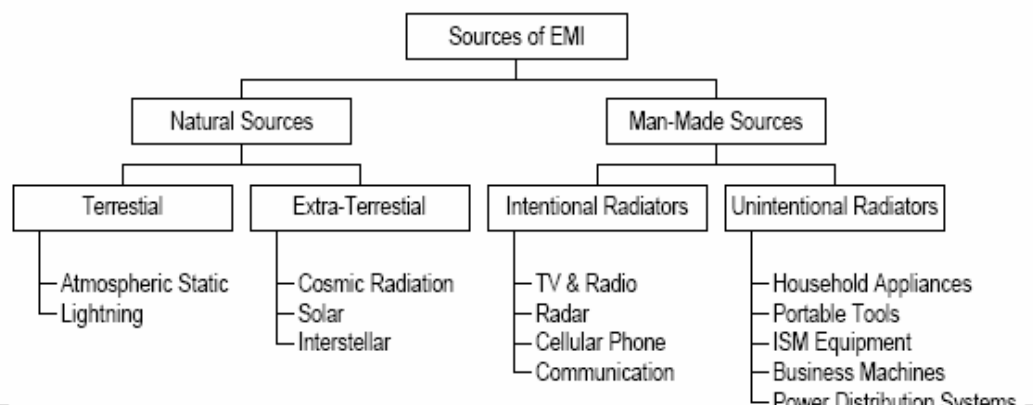 Sources of EMI
Natural Sources
Man-Made Sources
Terrestial
Extra-Terrestial
Intentional Radiators
Unintentional Radiators
Atmospheric Static
Lightning
Cosmic Radiation
Solar
Interstellar
TV & Radio
Radar
Cellular Phone
Communication
Household Appliances
Portable Tools
ISM Equipment
Business Machines
Power Distribution Systems